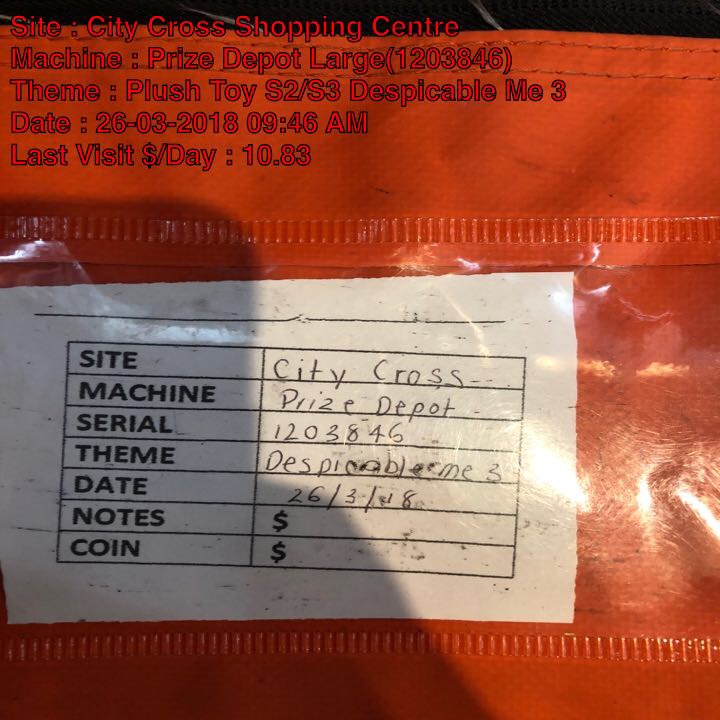 Site : City Cross Shopping Centre
Machine : Prize Depot Large(1203846)
Theme : Plush Toy S2/S3 Despicable Me 3
Date : 26-03-2018 09:46 AM
Last Visit $/Day : 10.83
SITE City Cross
MACHINE Prize Depot
SERIAL 1203846
THEME Despicable me 3
DATE 26/3/18
NOTES $
COIN $